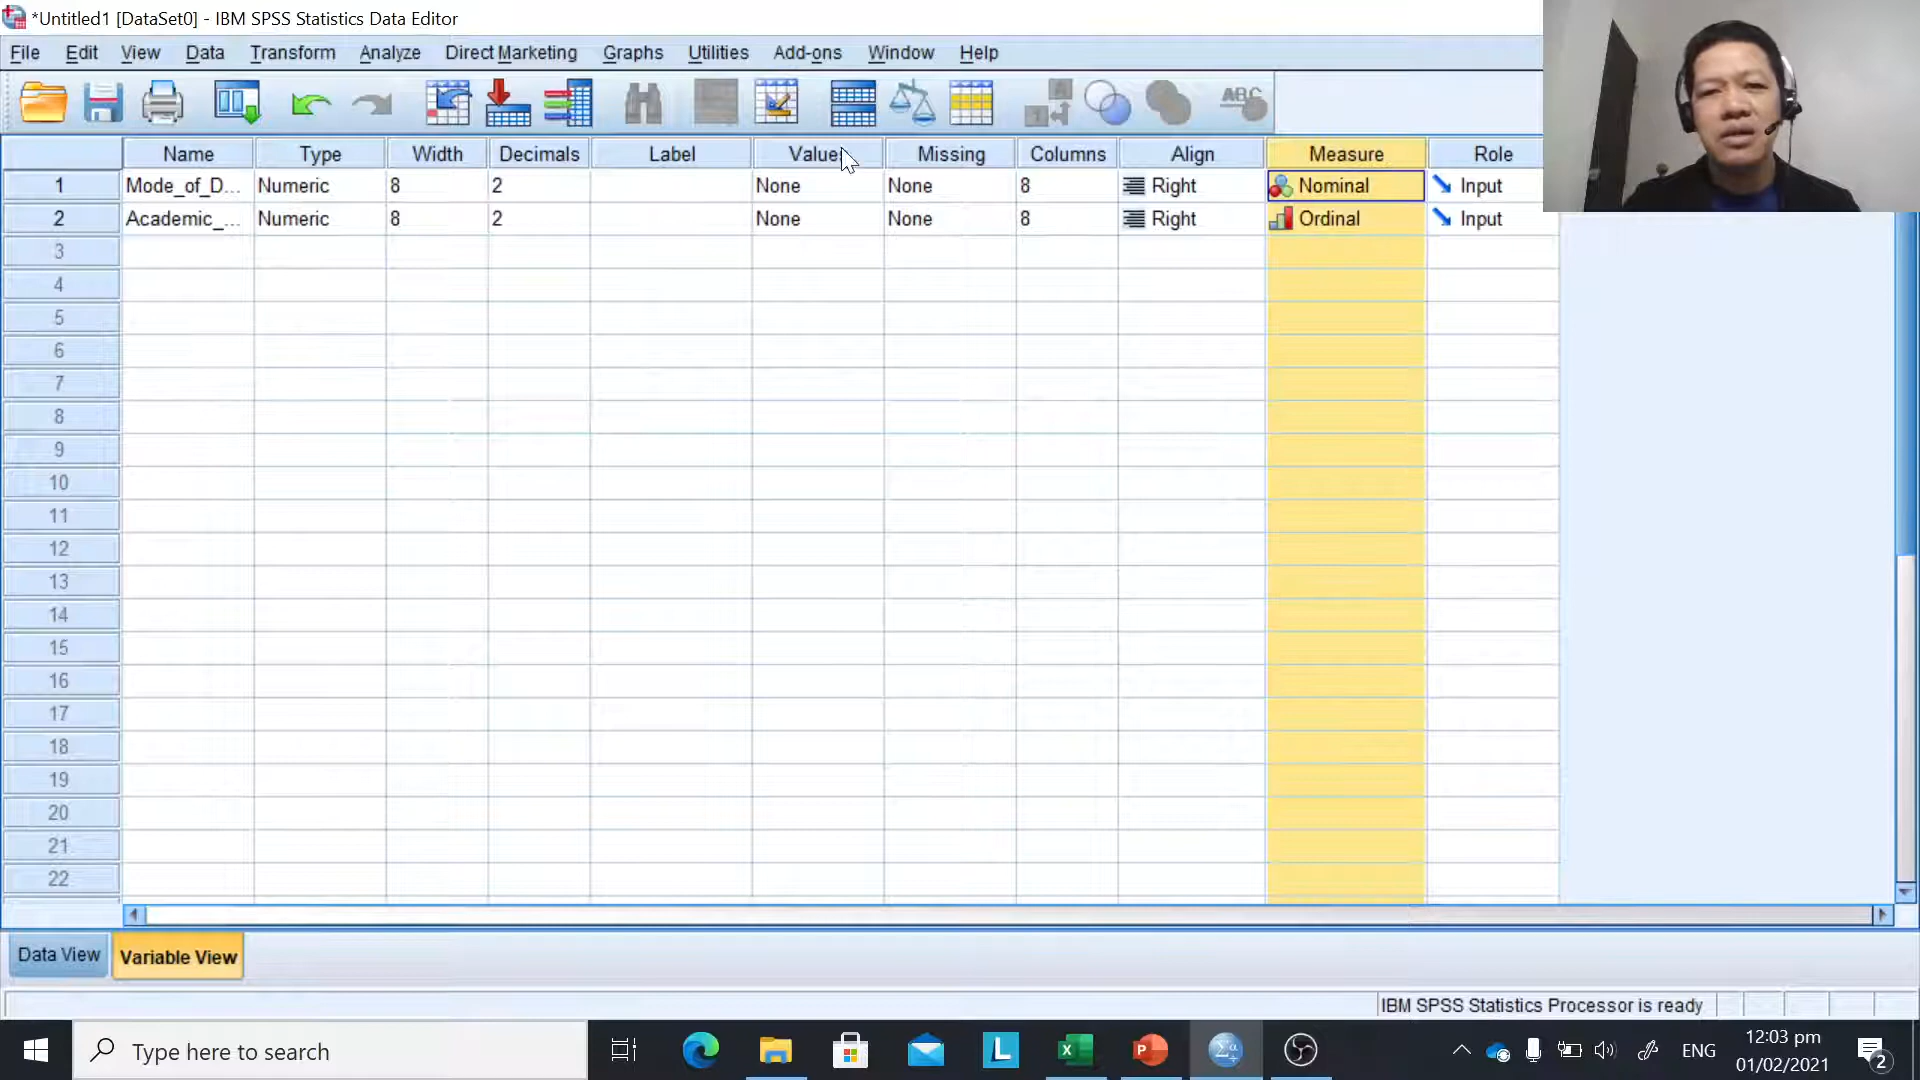 *Untitled1 [DataSet0] - IBM SPSS Statistics Data Editor
File Edit View Data Transform Analyze Direct Marketing Graphs Utilities Add-ons Window Help
ABC
Name Type Width Decimals Label Values Missing Columns Align Measure Role
1 Mode_of_D... Numeric 8 2 None None 8 Right Nominal Input
2 Academic_... Numeric 8 2 None None 8 Right Ordinal Input
3
4
5
6
7
8
9
10
11
12
13
14
15
16
17
18
19
20
21
22
Data View Variable View
IBM SPSS Statistics Processor is ready
Type here to search
ENG
12:03 pm
01/02/2021
2